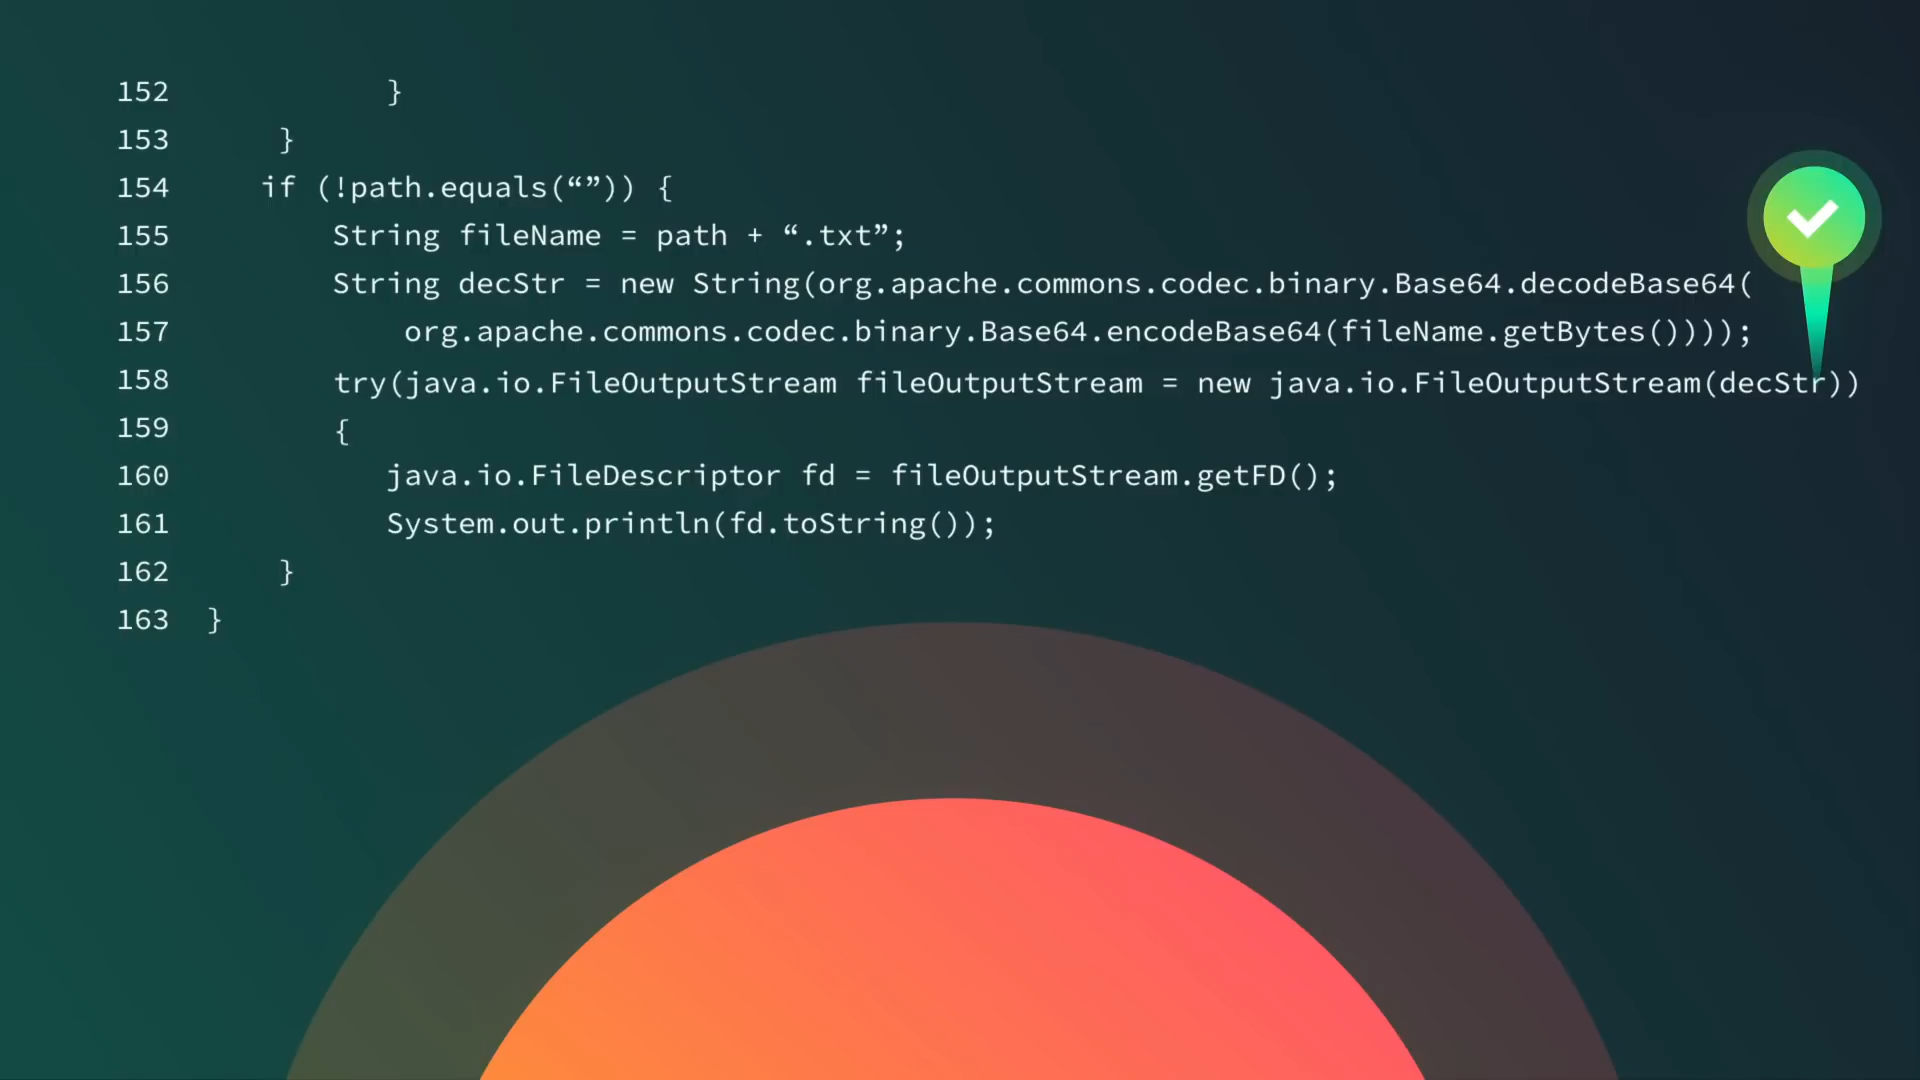 152 }
153 }
154 if (!path.equals(“”)) {
155 String fileName = path + “.txt”;
156 String decStr = new String(org.apache.commons.codec.binary.Base64.decodeBase64(
157 org.apache.commons.codec.binary.Base64.encodeBase64(fileName.getBytes())));
158 try(java.io.FileOutputStream fileOutputStream = new java.io.FileOutputStream(decStr))
159 {
160 java.io.FileDescriptor fd = fileOutputStream.getFD();
161 System.out.println(fd.toString());
162 }
163 }